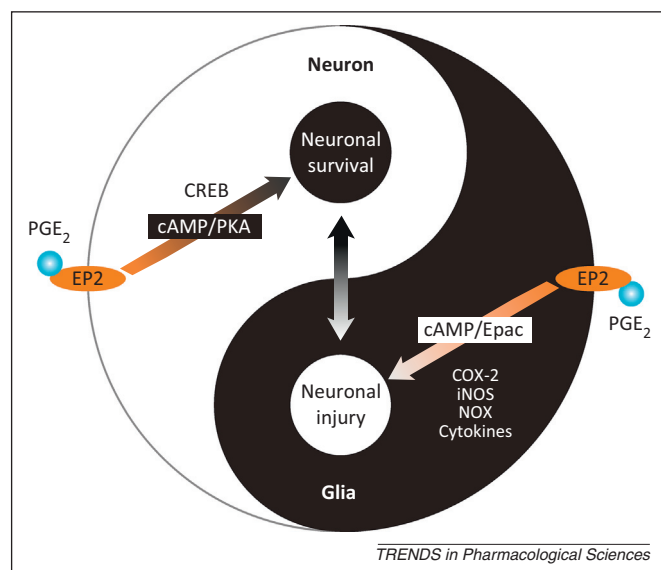 Neuron
Neuronal
survival
CREB
cAMP/PKA
PGE2
EP2
EP2
PGE2
cAMP/Epac
COX-2
iNOS
NOX
Cytokines
Neuronal
injury
Glia
TRENDS in Pharmacological Sciences